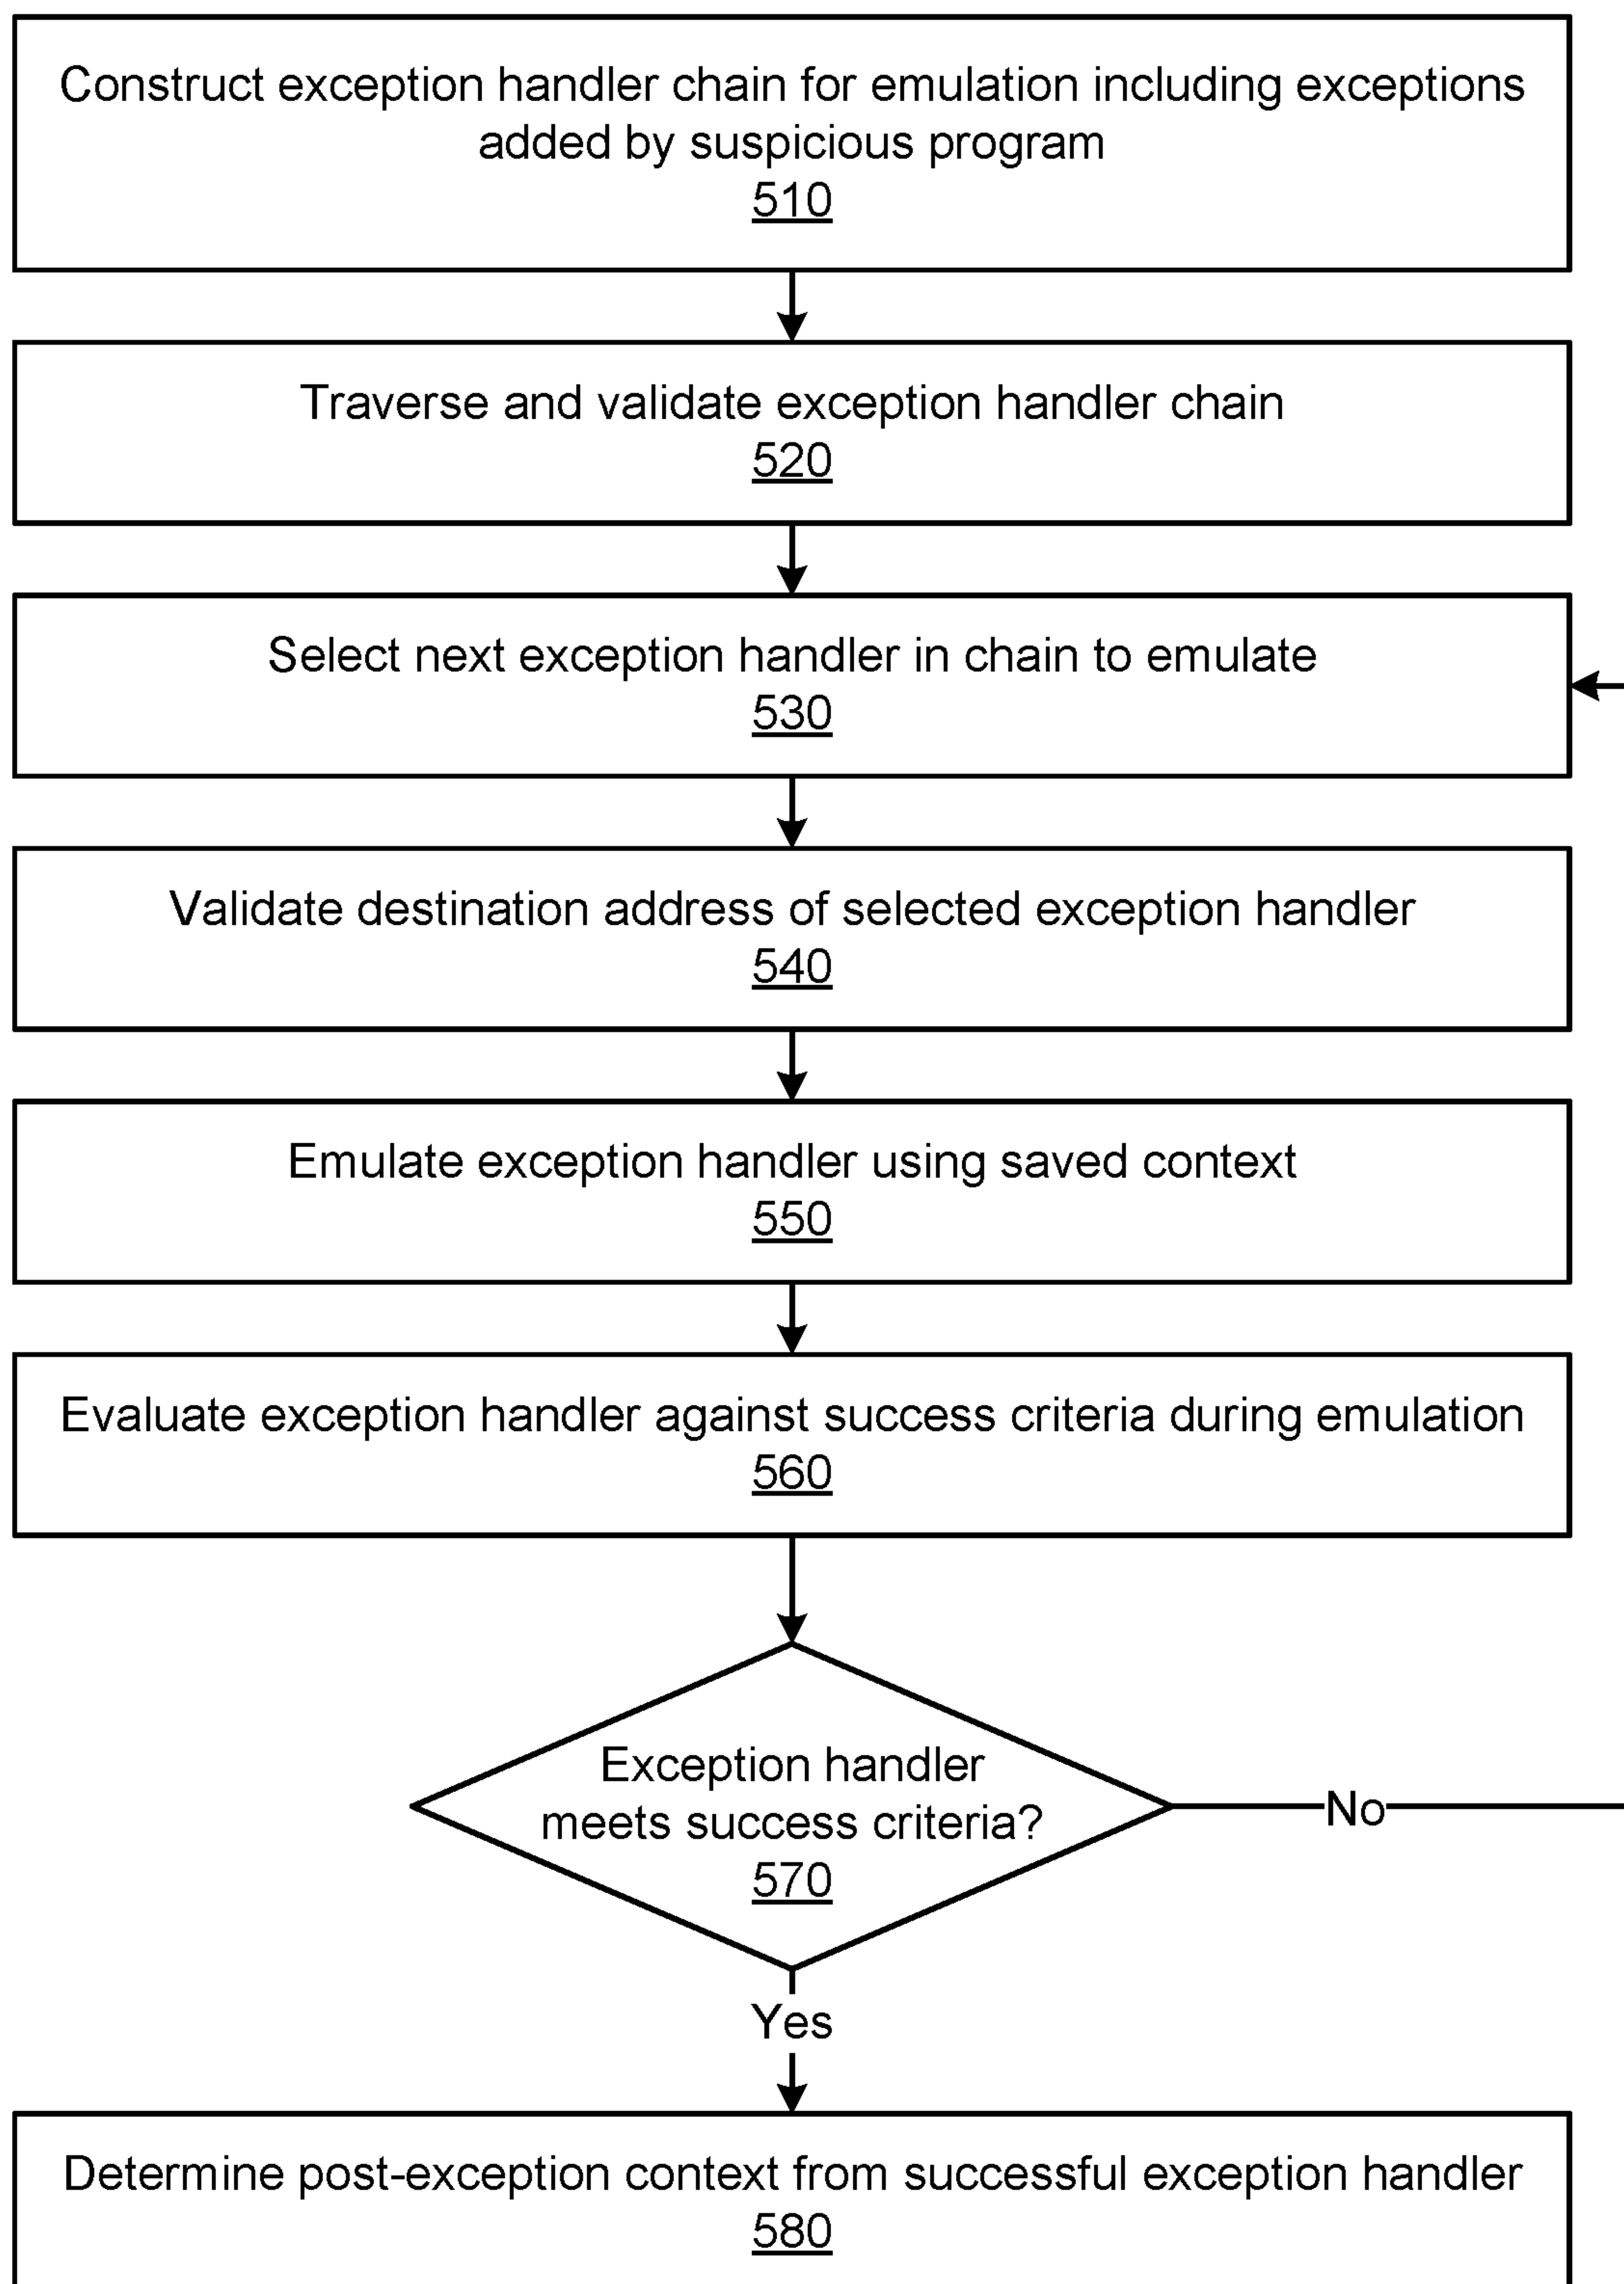 Construct exception handler chain for emulation including exceptions
added by suspicious program
510
Traverse and validate exception handler chain
520
Select next exception handler in chain to emulate
530
Validate destination address of selected exception handler
540
Emulate exception handler using saved context
550
Evaluate exception handler against success criteria during emulation
560
Exception handler
meets success criteria?
570
No
Yes
Determine post-exception context from successful exception handler
580